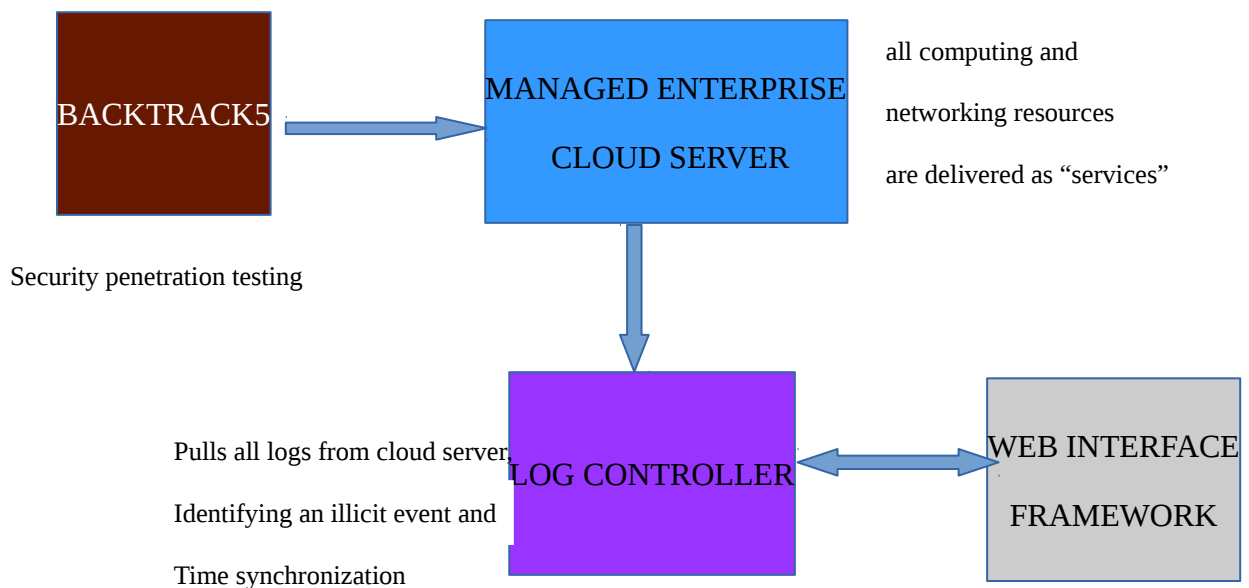 BACKTRACK5
MANAGED ENTERPRISE
CLOUD SERVER
all computing and
networking resources
are delivered as “services”
Security penetration testing
Pulls all logs from cloud server,
Identifying an illicit event and
Time synchronization
LOG CONTROLLER
WEB INTERFACE
FRAMEWORK